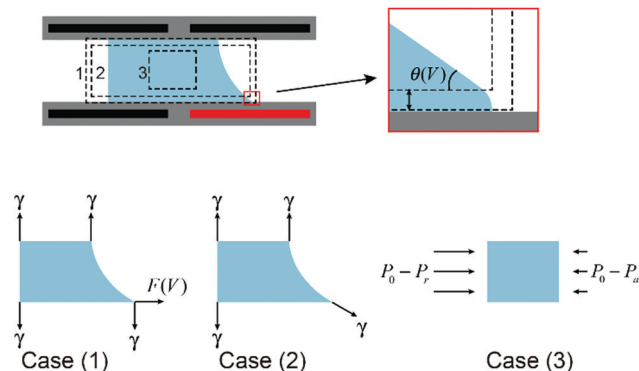 1 2 3
θ(V)
γ γ γ γ
F(V) P₀ − Pᵣ P₀ − Pₐ
γ γ γ γ
Case (1) Case (2) Case (3)